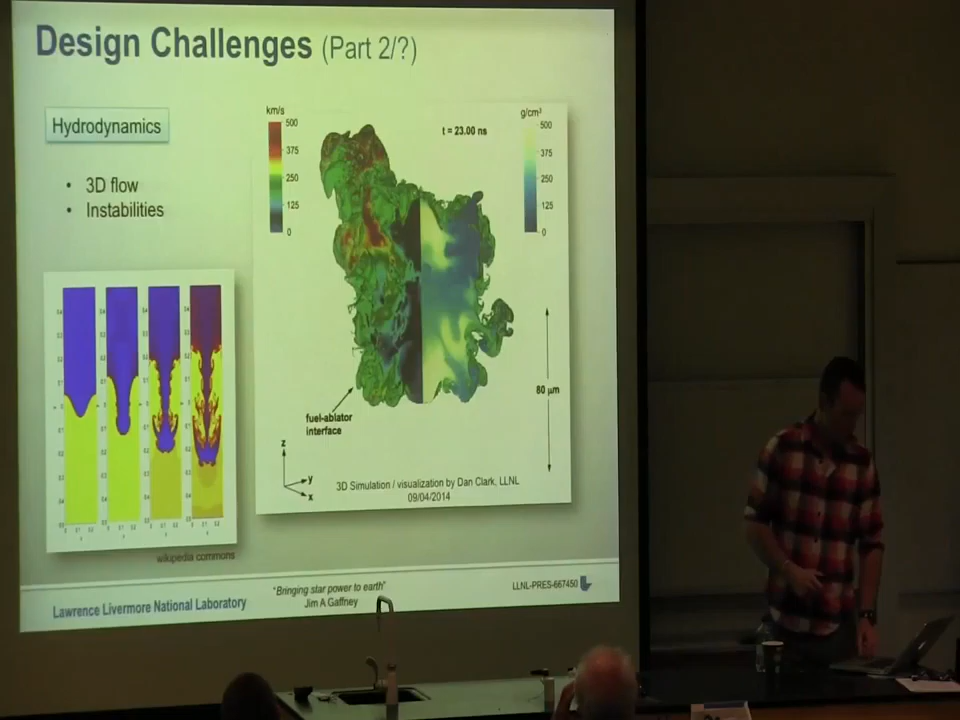 Design Challenges (Part 2/?)
Hydrodynamics
• 3D flow
• Instabilities
km/s
500
375
250
125
0
t = 23.00 ns
g/cm³
500
375
250
125
0
80 µm
fuel-ablator
interface
z
y
x
3D Simulation / visualization by Dan Clark, LLNL
09/04/2014
wikipedia commons
Lawrence Livermore National Laboratory
"Bringing star power to earth"
Jim A Gaffney
LLNL-PRES-667450